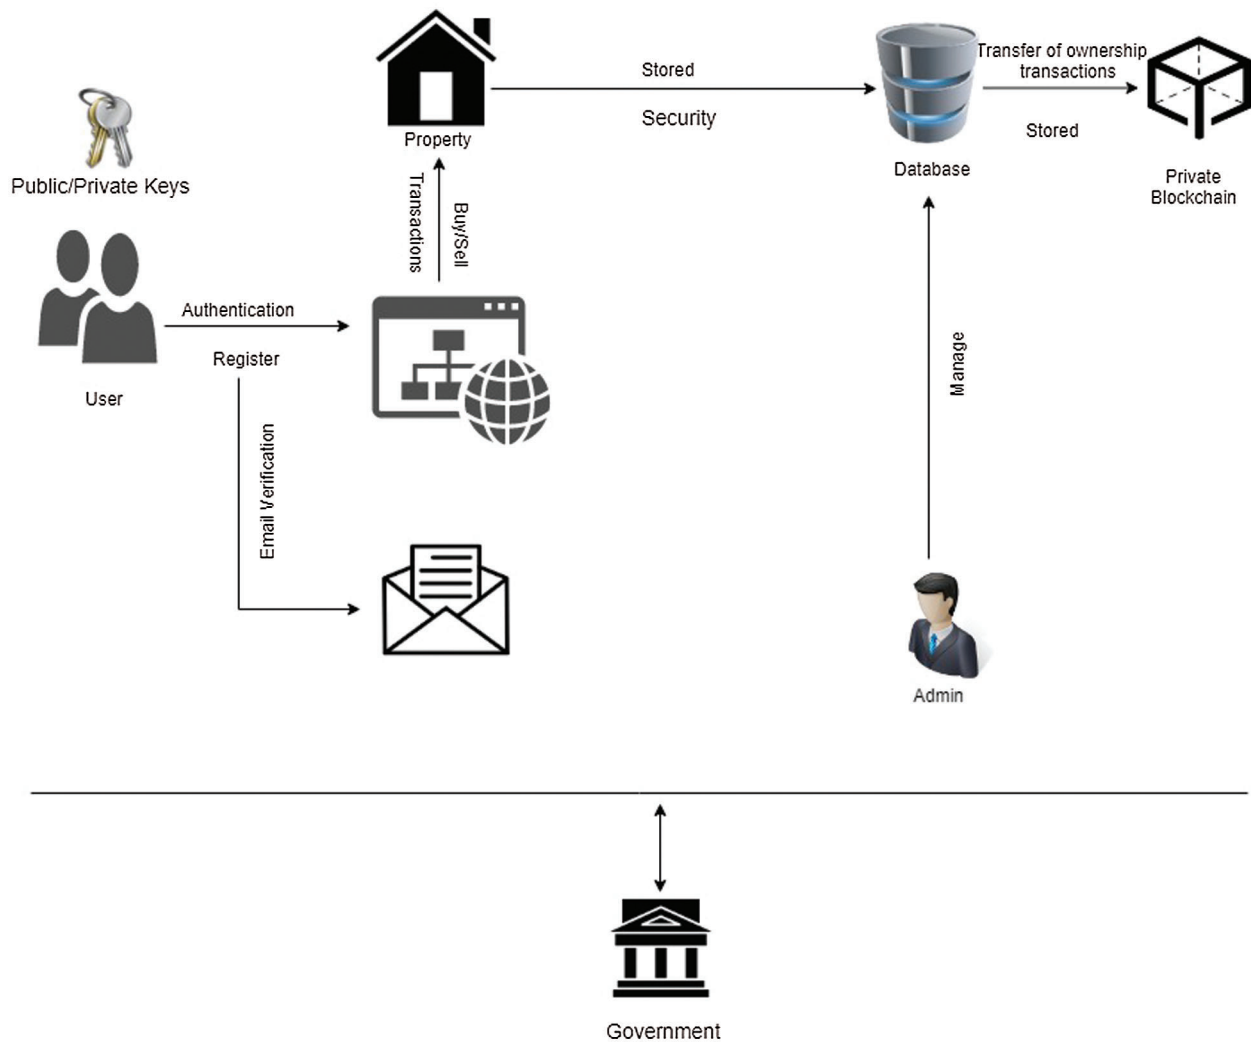 Stored
Security
Transfer of ownership
transactions
Stored
Property
Database
Private
Blockchain
Public/Private Keys
Transactions
Buy/Sell
Authentication
Register
User
Manage
Email Verification
Admin
Government